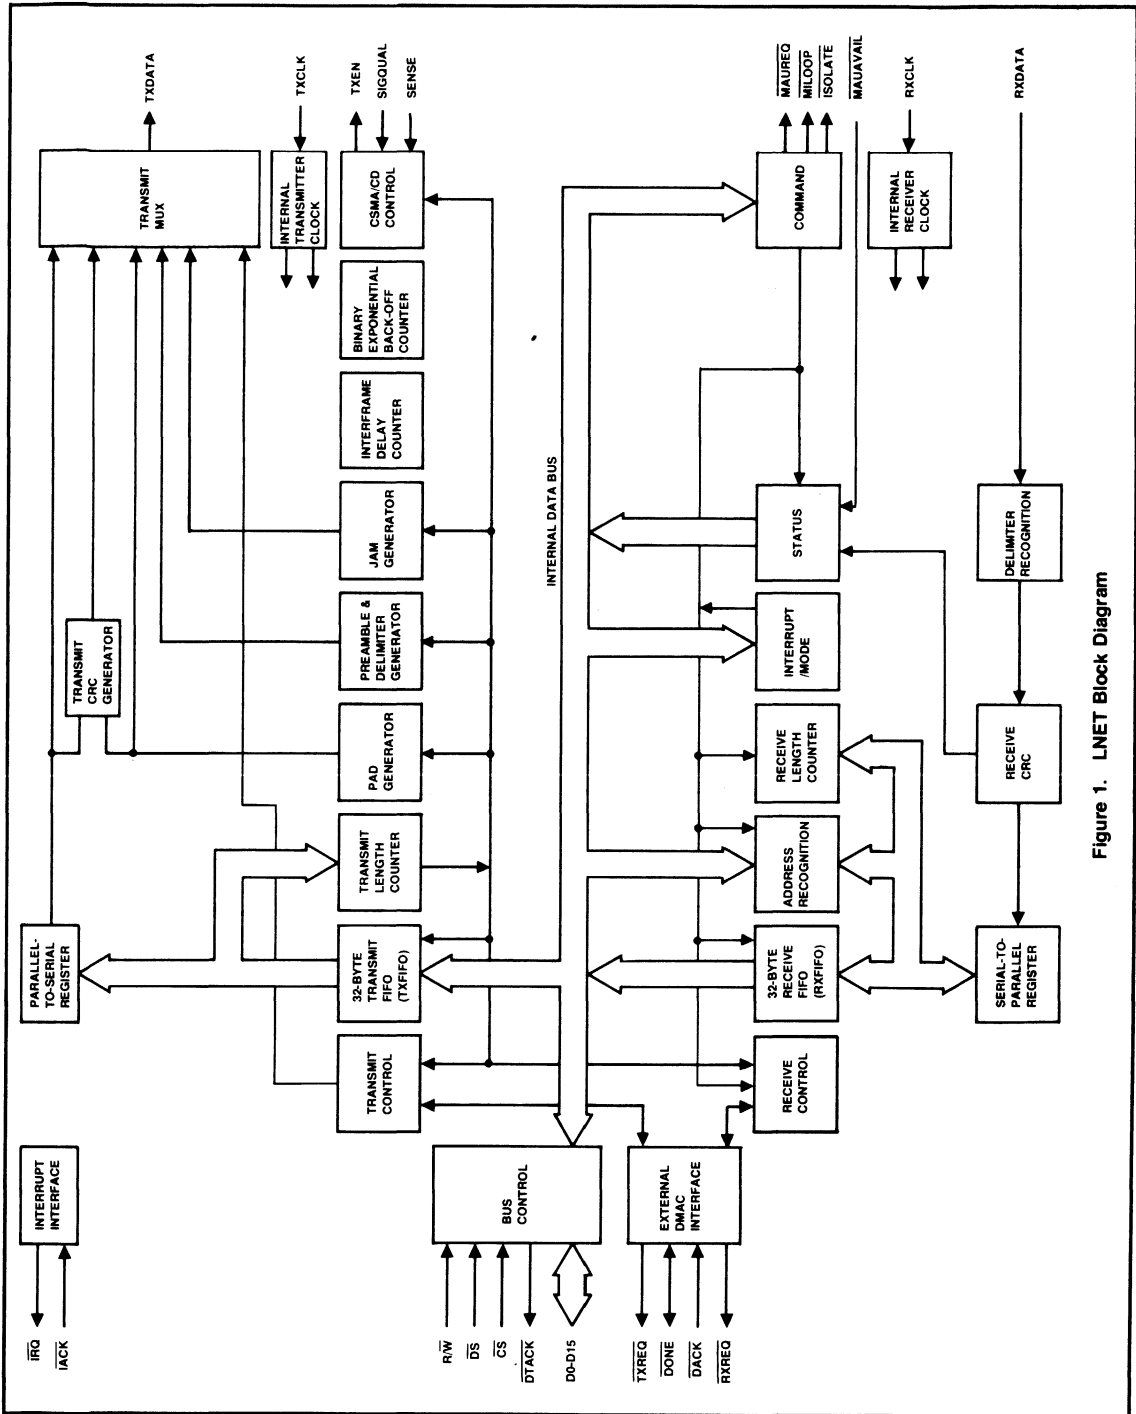 IRQ
IACK
INTERRUPT
INTERFACE
PARALLEL-
TO-SERIAL
REGISTER
TRANSMIT
CRC
GENERATOR
TRANSMIT
MUX
TXDATA
INTERNAL
TRANSMITTER
CLOCK
TXCLK
TRANSMIT
CONTROL
32-BYTE
TRANSMIT
FIFO
(TXFIFO)
TRANSMIT
LENGTH
COUNTER
PAD
GENERATOR
PREAMBLE &
DELIMITER
GENERATOR
JAM
GENERATOR
INTERFRAME
DELAY
COUNTER
BINARY
EXPONENTIAL
BACK-OFF
COUNTER
CSMA/CD
CONTROL
TXEN
SIGQUAL
SENSE
R/W
DS
CS
DTACK
D0-D15
BUS
CONTROL
INTERNAL DATA BUS
TXREQ
DONE
DACK
RXREQ
EXTERNAL
DMAC
INTERFACE
RECEIVE
CONTROL
32-BYTE
RECEIVE
FIFO
(RXFIFO)
ADDRESS
RECOGNITION
RECEIVE
LENGTH
COUNTER
INTERRUPT
/MODE
STATUS
COMMAND
MAUREQ
MILOOP
ISOLATE
MAUAVAIL
INTERNAL
RECEIVER
CLOCK
RXCLK
SERIAL-TO-
PARALLEL
REGISTER
RECEIVE
CRC
DELIMITER
RECOGNITION
RXDATA
Figure 1. LNET Block Diagram